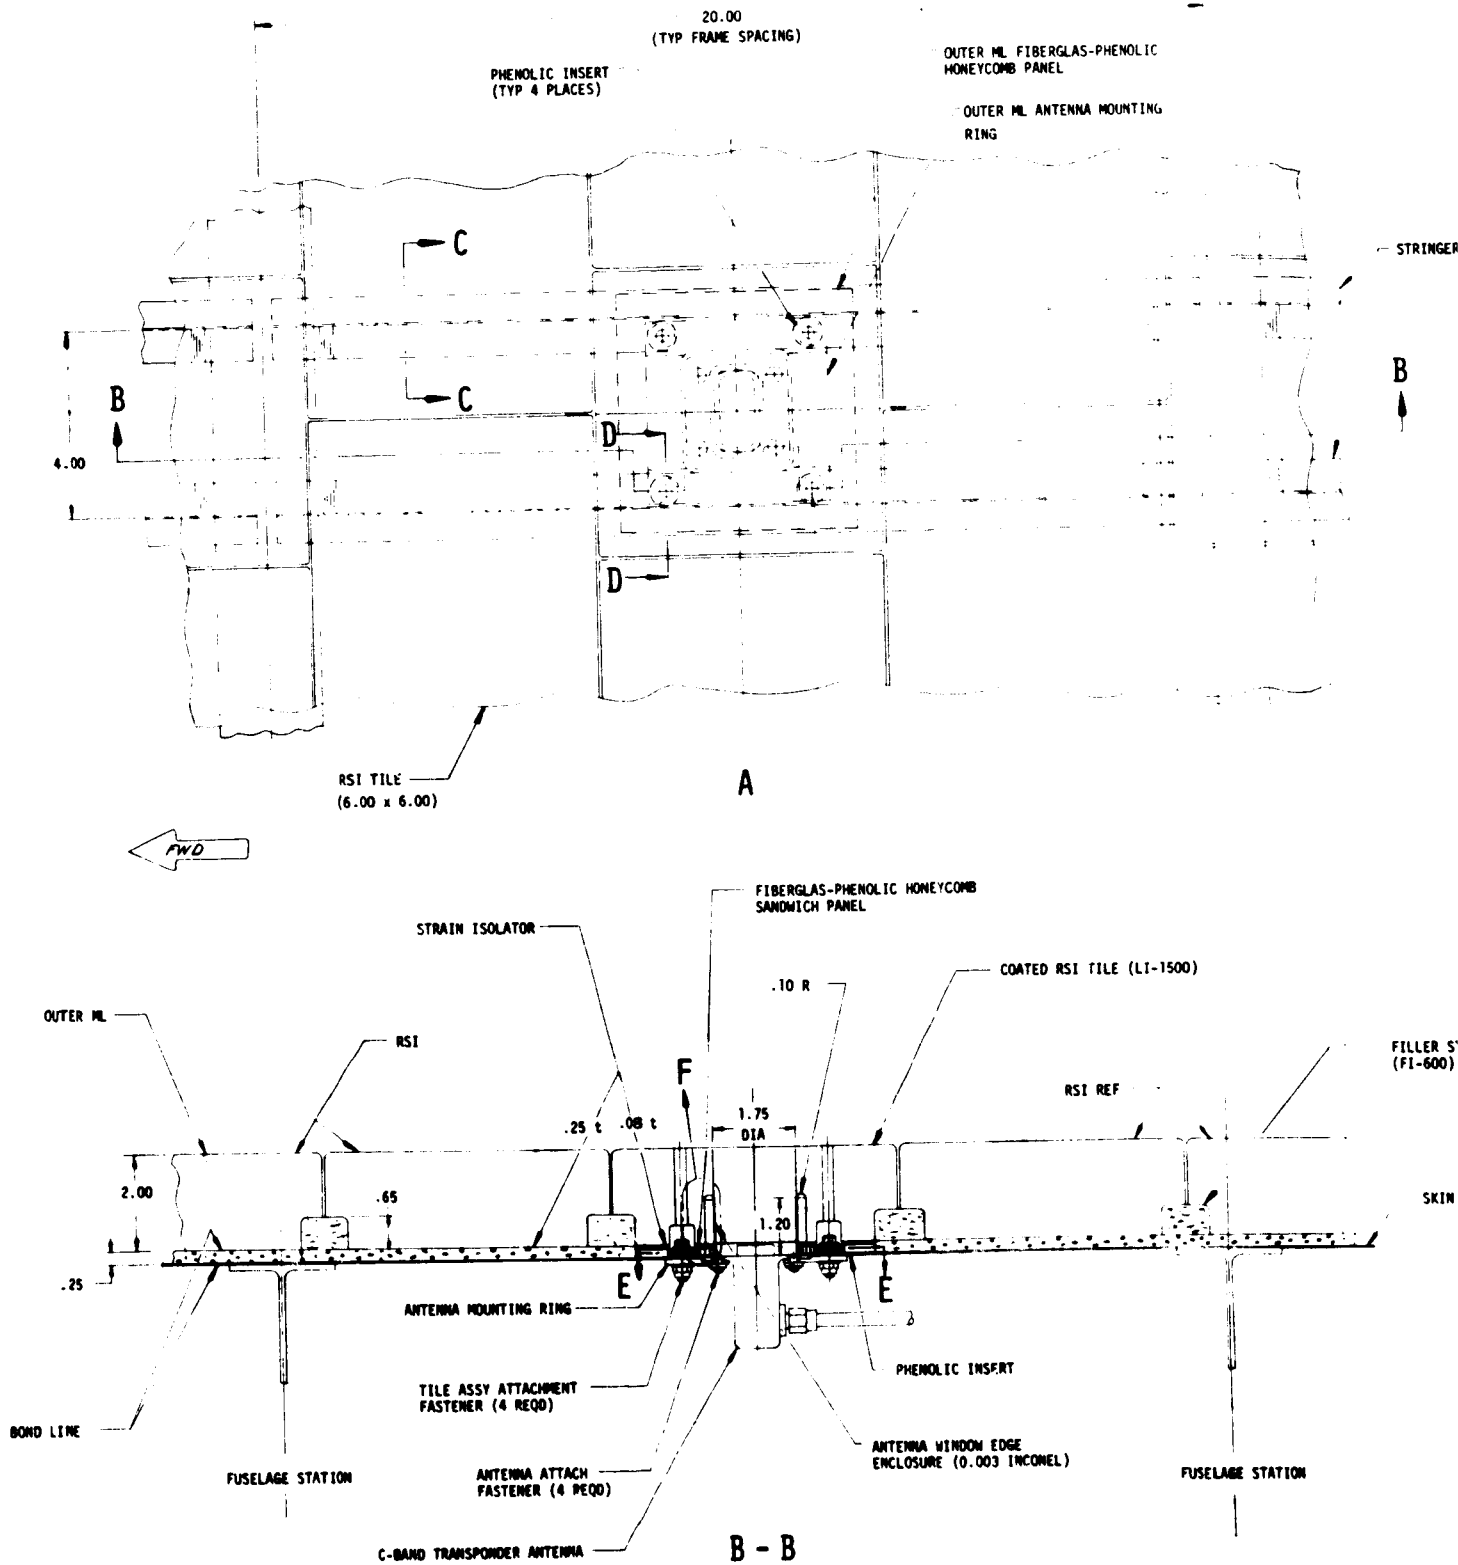 20.00
(TYP FRAME SPACING)
PHENOLIC INSERT
(TYP 4 PLACES)
OUTER ML FIBERGLAS-PHENOLIC
HONEYCOMB PANEL
OUTER ML ANTENNA MOUNTING
RING
STRINGER
C
C
B
B
D
D
4.00
RSI TILE
(6.00 x 6.00)
A
FWD
FIBERGLAS-PHENOLIC HONEYCOMB
SANDWICH PANEL
STRAIN ISOLATOR
COATED RSI TILE (LI-1500)
.10 R
OUTER ML
RSI
FILLER S
(FI-600)
F
RSI REF
.25 t
.08 t
1.75
DIA
2.00
.65
1.20
SKIN
.25
E
E
ANTENNA MOUNTING RING
PHENOLIC INSERT
TILE ASSY ATTACHMENT
FASTENER (4 REQD)
BOND LINE
ANTENNA WINDOW EDGE
ENCLOSURE (0.003 INCONEL)
FUSELAGE STATION
ANTENNA ATTACH
FASTENER (4 REQD)
FUSELAGE STATION
C-BAND TRANSPONDER ANTENNA
B - B